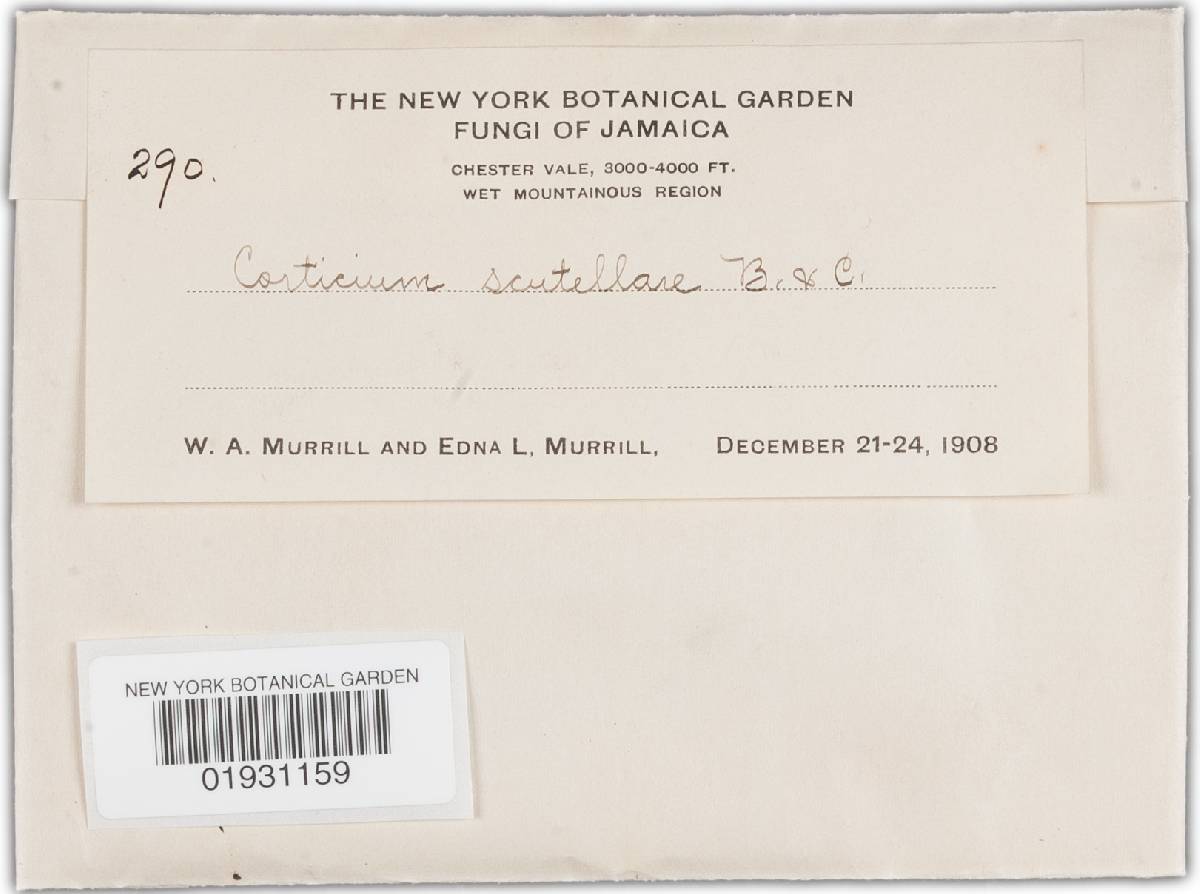 THE NEW YORK BOTANICAL GARDEN
FUNGI OF JAMAICA
290.
CHESTER VALE, 3000-4000 FT.
WET MOUNTAINOUS REGION
Corticium scutellare B. & C.
W. A. MURRILL AND EDNA L, MURRILL, DECEMBER 21-24, 1908
NEW YORK BOTANICAL GARDEN
01931159